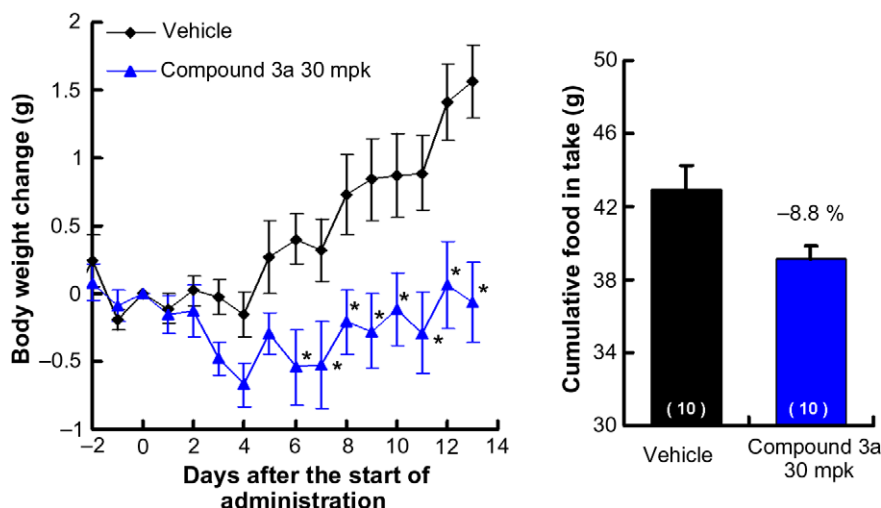 Vehicle
Compound 3a 30 mpk
Body weight change (g)
2
1.5
1
0.5
0
−0.5
−1
−2
0
2
4
6
8
10
12
14
*
*
*
*
*
*
*
*
Days after the start of
administration
Cumulative food in take (g)
50
46
42
38
34
30
−8.8 %
( 10 )
( 10 )
Vehicle
Compound 3a
30 mpk